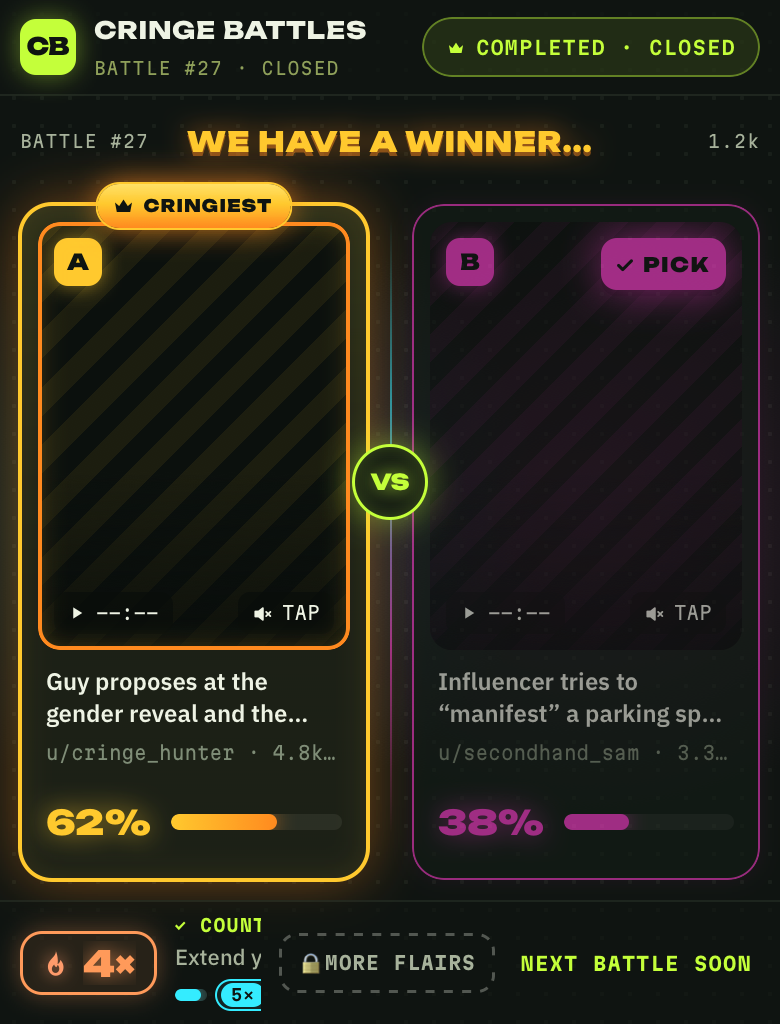 CB
CRINGE BATTLES
BATTLE #27 · CLOSED
COMPLETED · CLOSED
BATTLE #27
WE HAVE A WINNER…
1.2k
CRINGIEST
A
--:--
TAP
Guy proposes at the
gender reveal and the…
u/cringe_hunter · 4.8k…
62%
VS
B
PICK
--:--
TAP
Influencer tries to
“manifest” a parking sp…
u/secondhand_sam · 3.3…
38%
4×
COUNT
Extend y
5×
MORE FLAIRS
NEXT BATTLE SOON